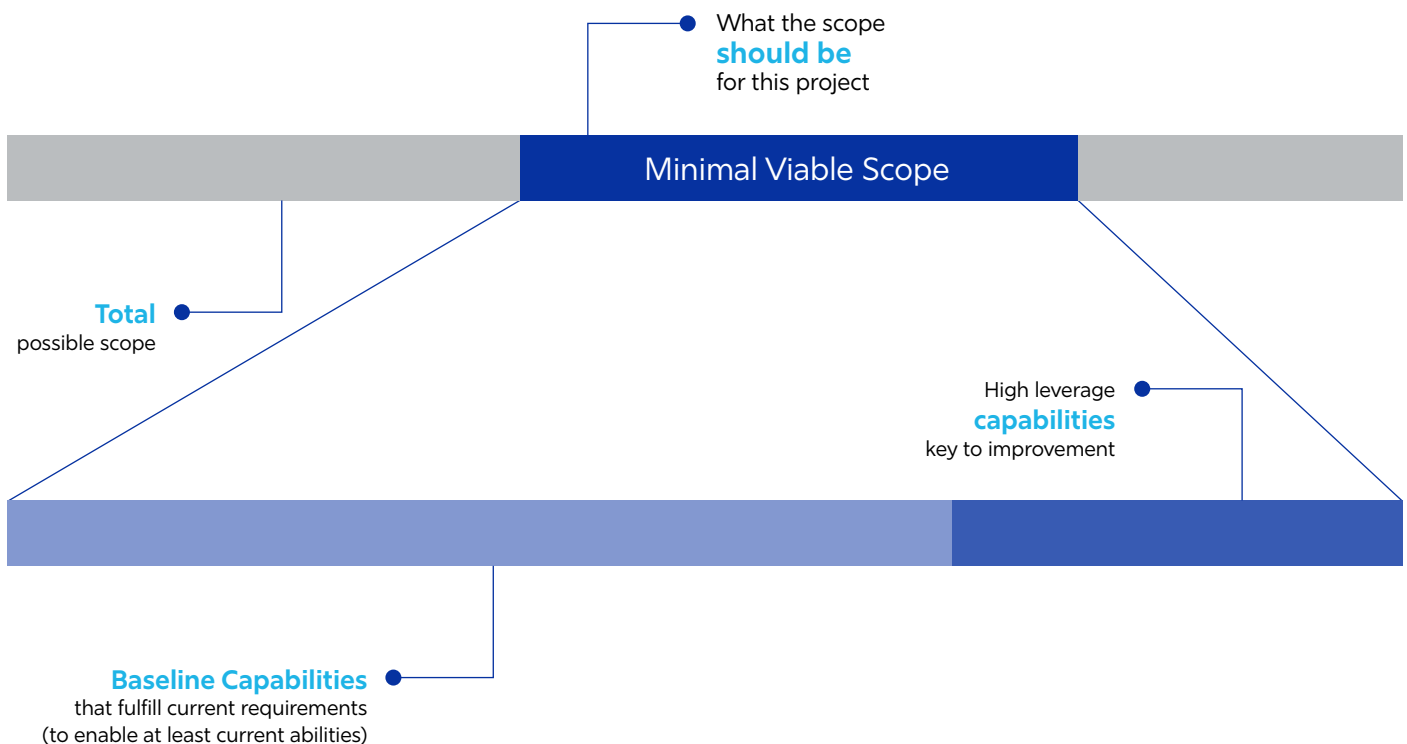 What the scope
should be
for this project
Minimal Viable Scope
Total
possible scope
High leverage
capabilities
key to improvement
Baseline Capabilities
that fulfill current requirements
(to enable at least current abilities)